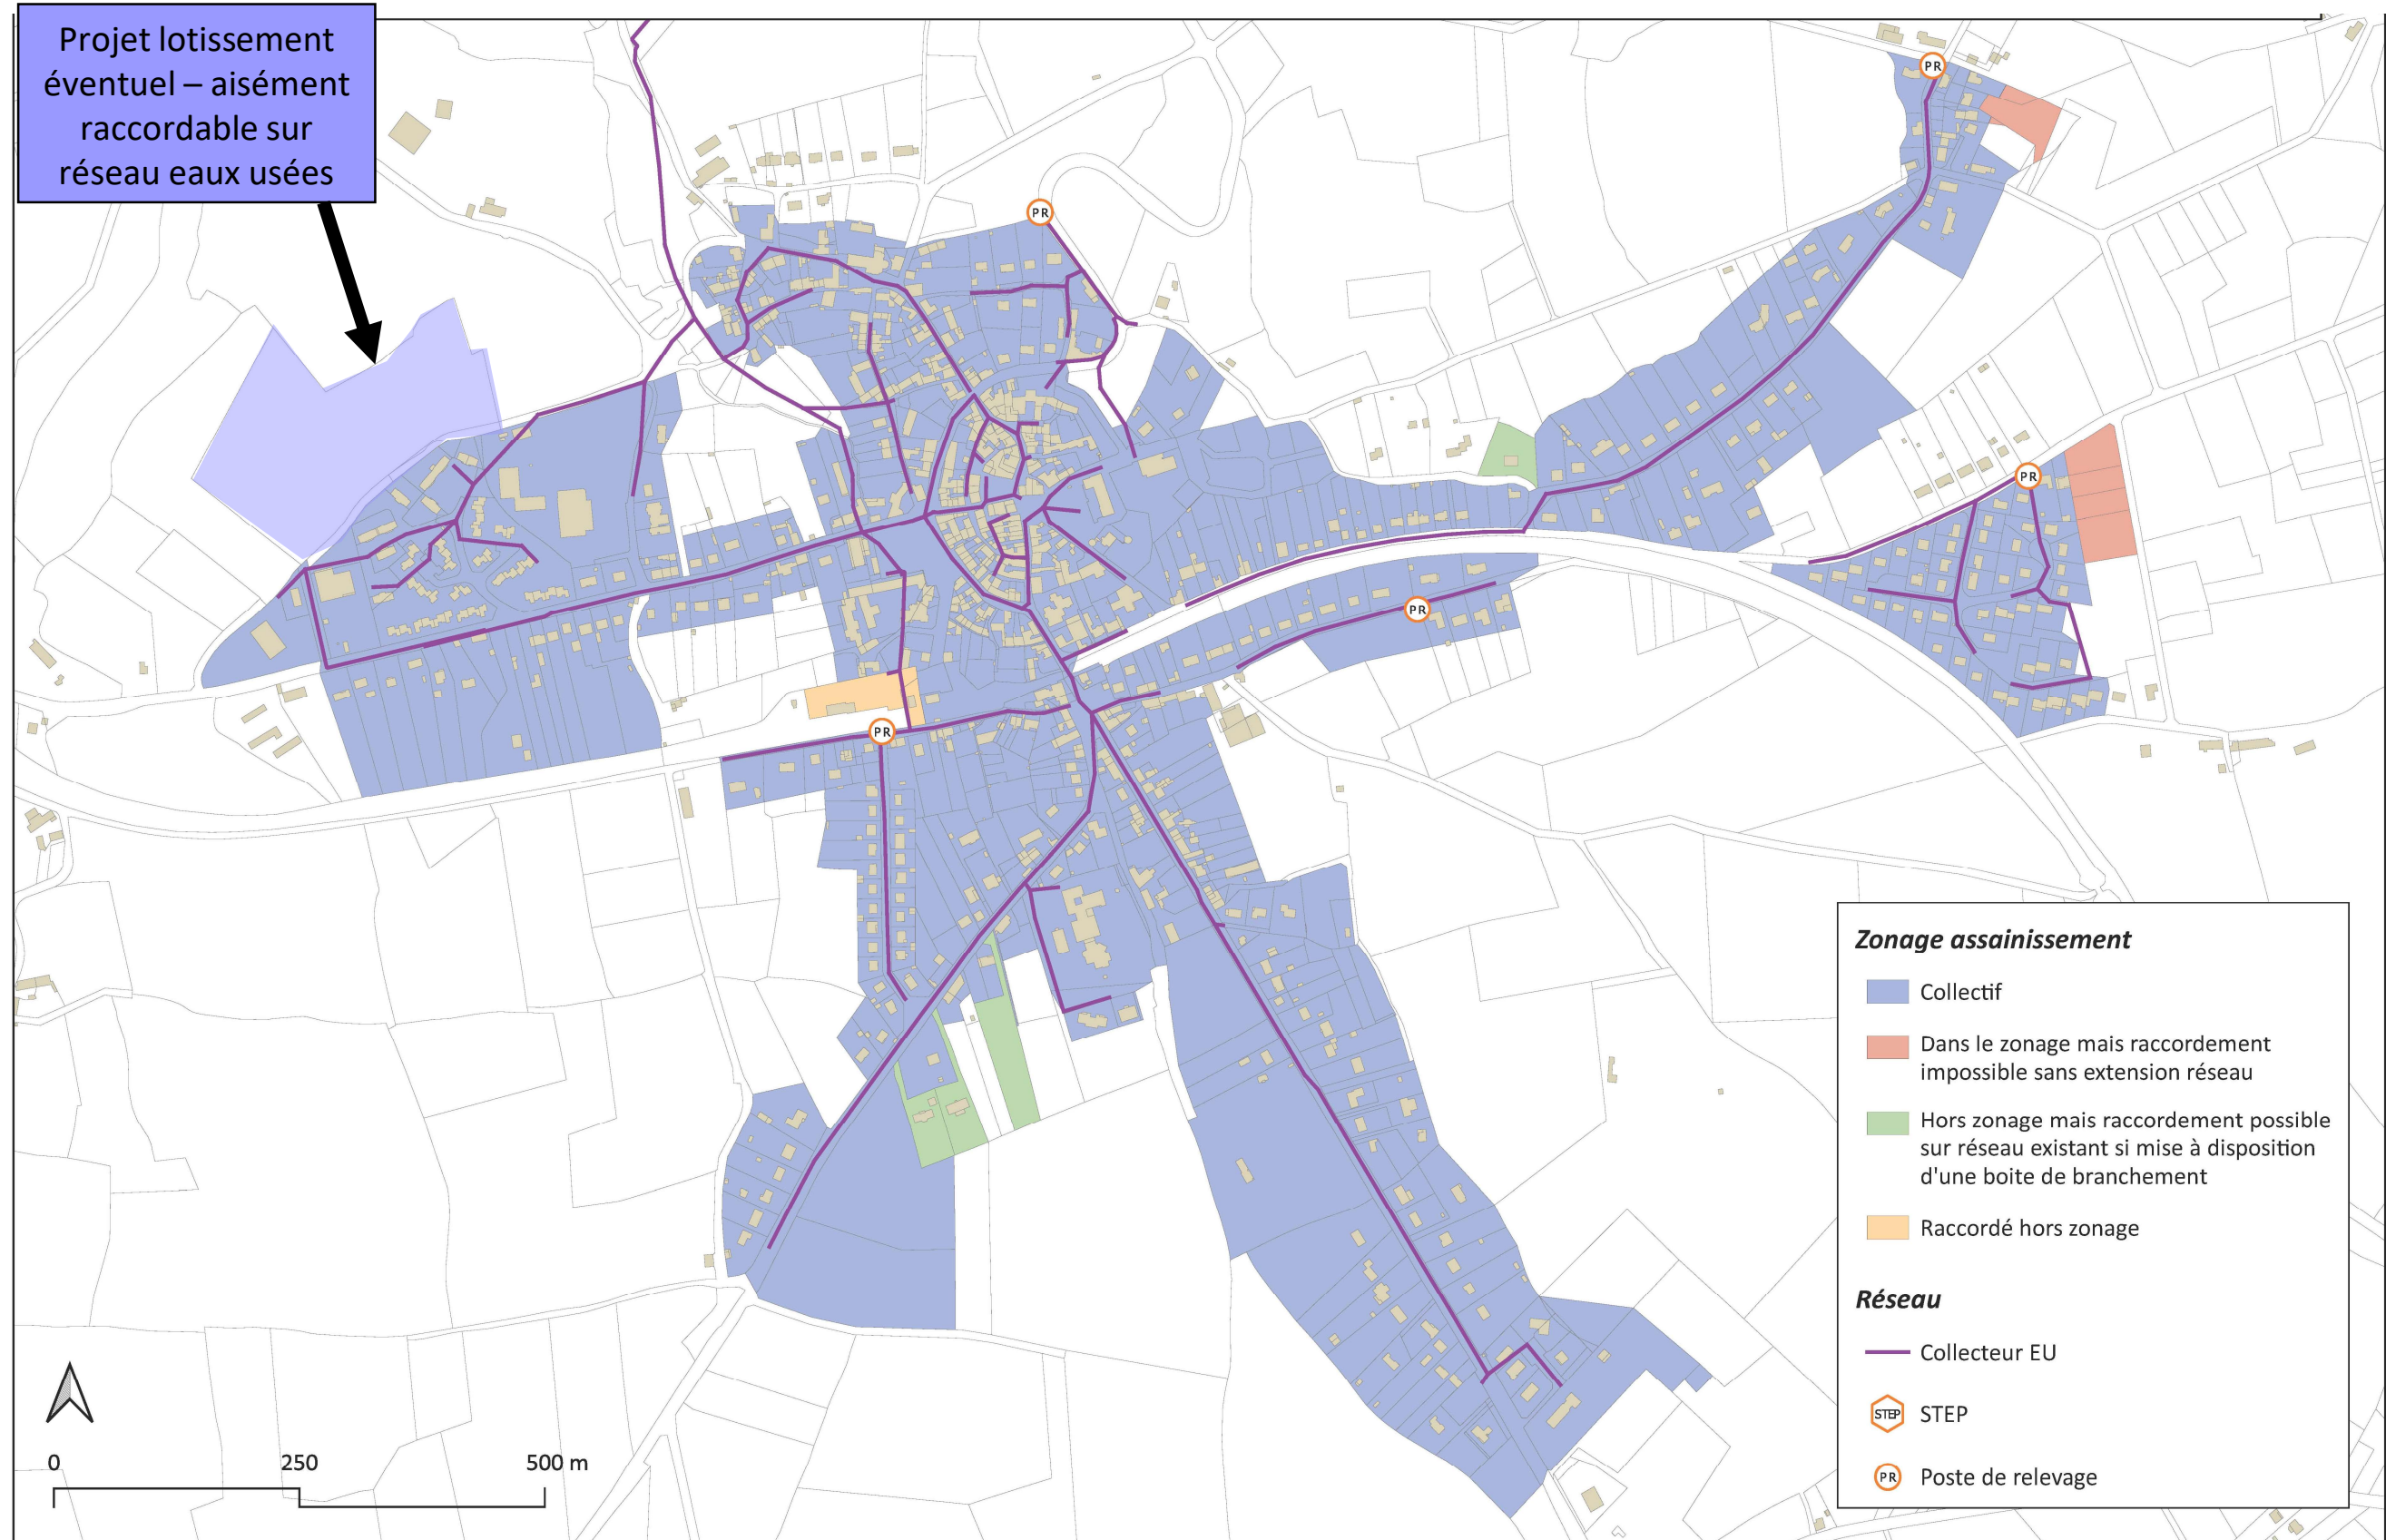 Projet lotissement
éventuel – aisément
raccordable sur
réseau eaux usées
PR
PR
PR
PR
PR
Zonage assainissement
Collectif
Dans le zonage mais raccordement
impossible sans extension réseau
Hors zonage mais raccordement possible
sur réseau existant si mise à disposition
d'une boite de branchement
Raccordé hors zonage
Réseau
Collecteur EU
STEP STEP
PR Poste de relevage
0 250 500 m